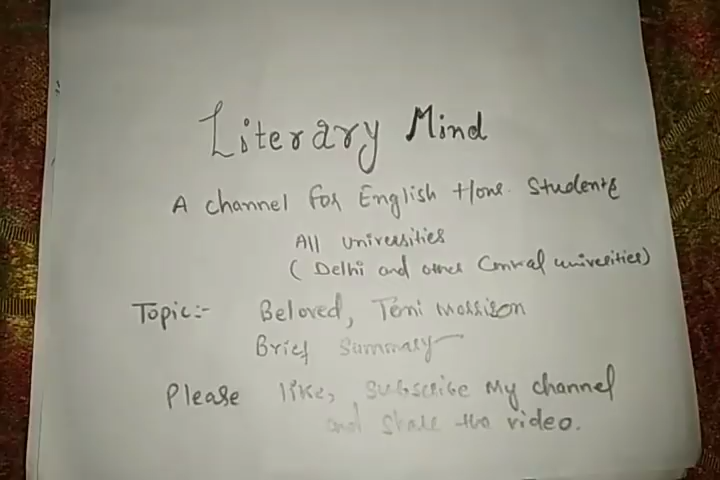 Literary Mind
A channel for English Hons. Students
All universities
( Delhi and other Central universities)
Topic:- Beloved, Toni Morrison
Brief Summary
Please like, subscribe My channel
and share the video.